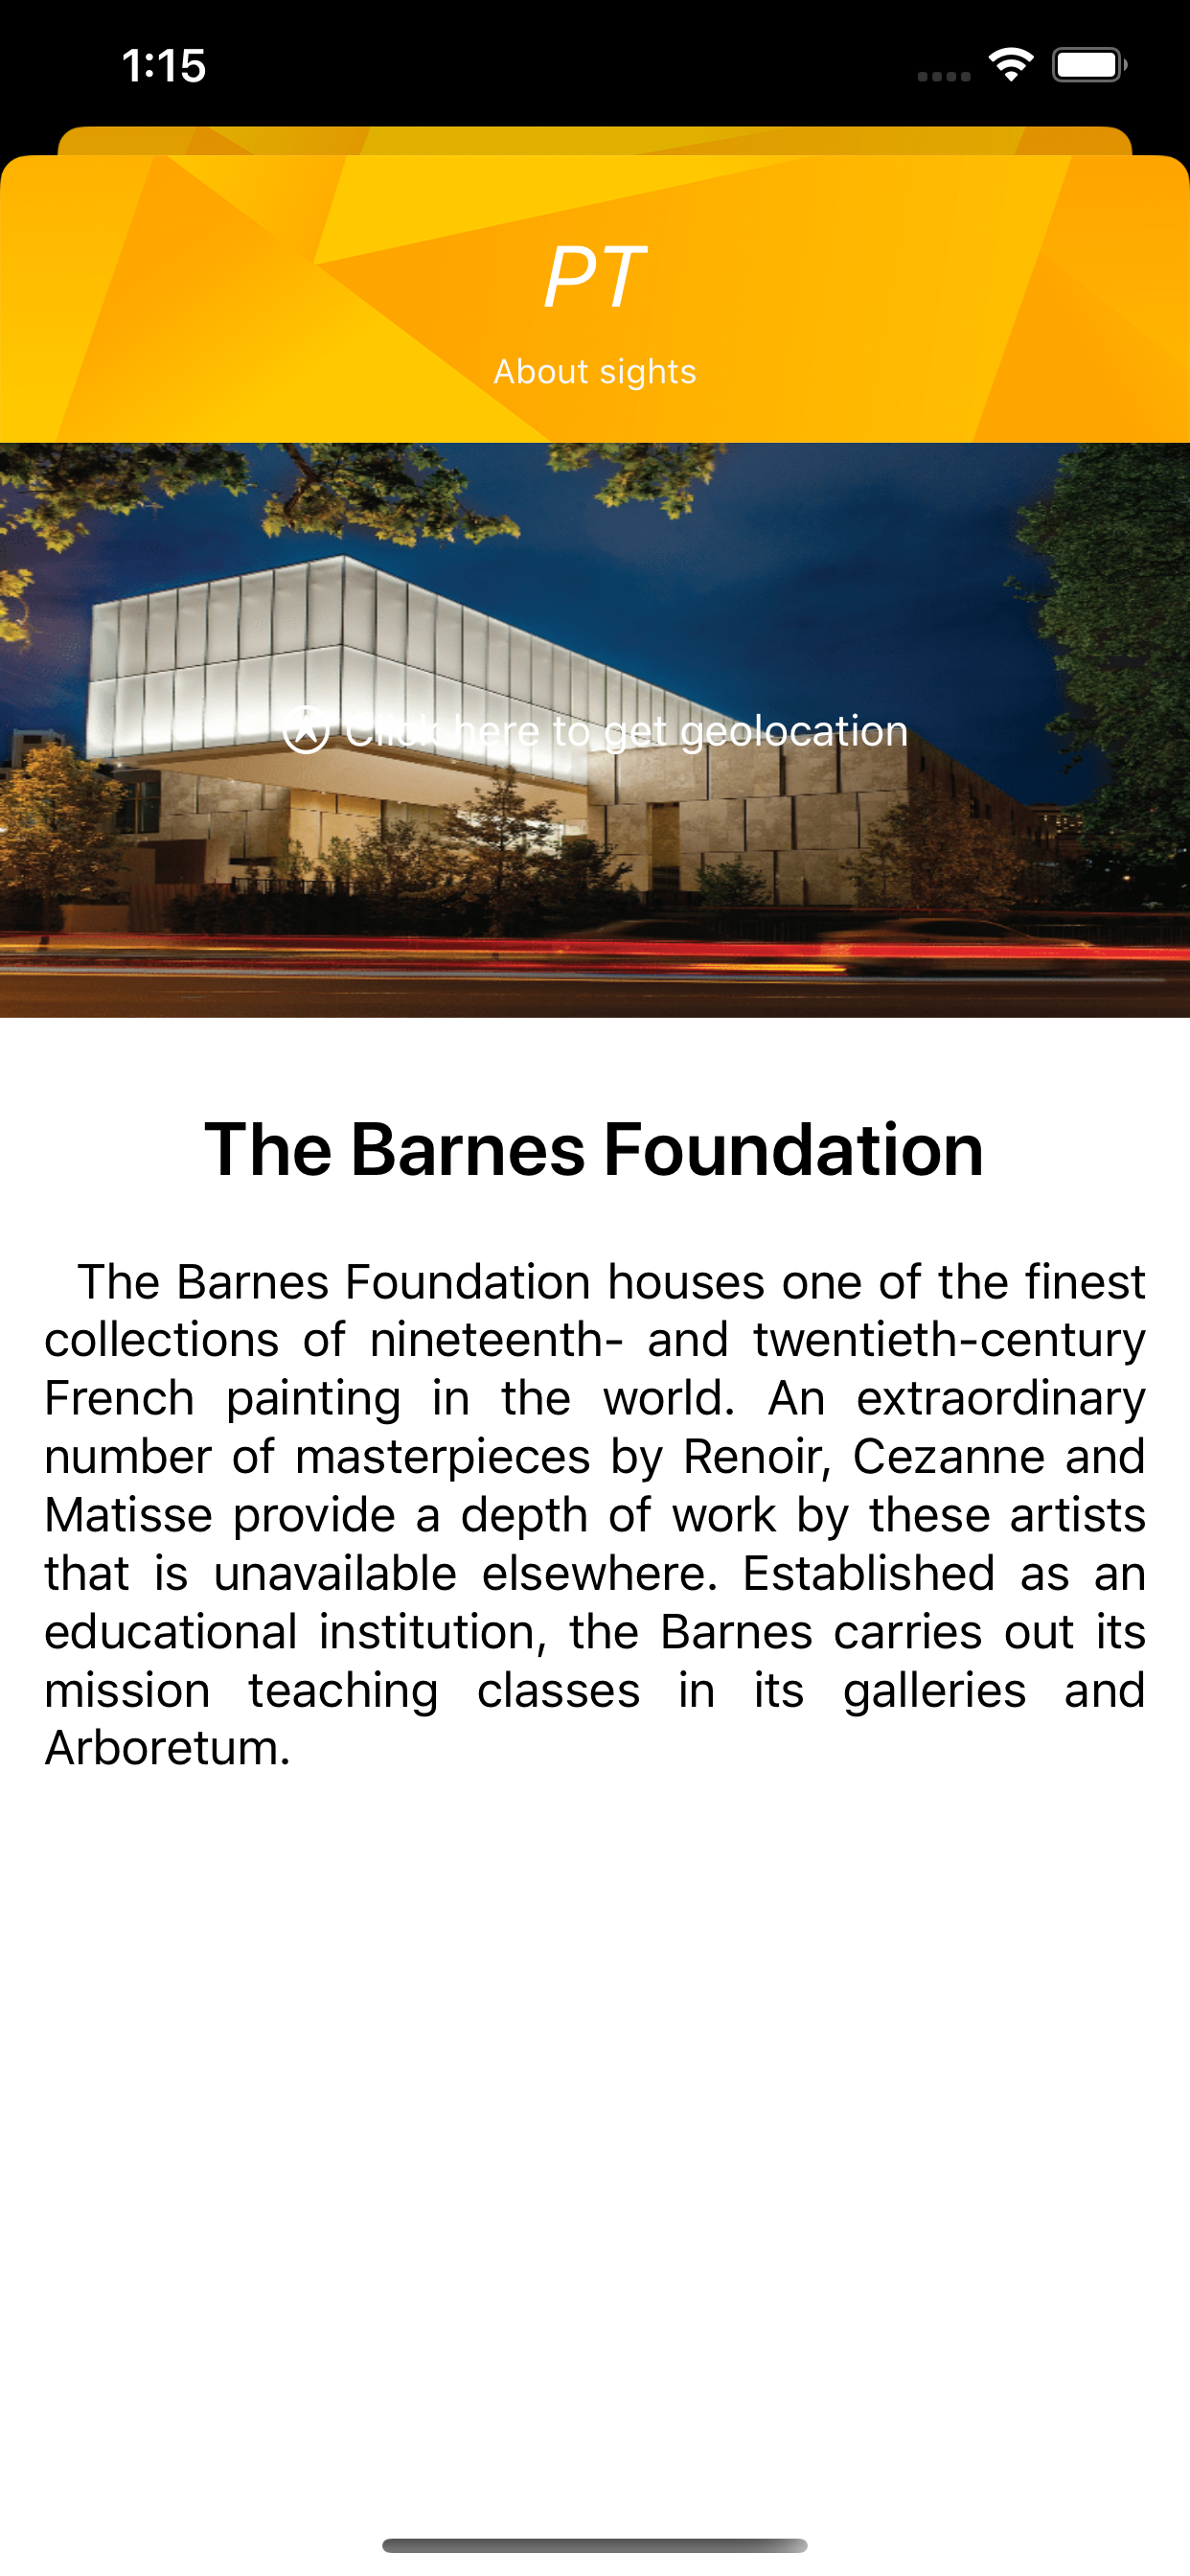 1:15
PT
About sights
Click here to get geolocation
The Barnes Foundation
The Barnes Foundation houses one of the finest
collections of nineteenth- and twentieth-century
French painting in the world. An extraordinary
number of masterpieces by Renoir, Cezanne and
Matisse provide a depth of work by these artists
that is unavailable elsewhere. Established as an
educational institution, the Barnes carries out its
mission teaching classes in its galleries and
Arboretum.